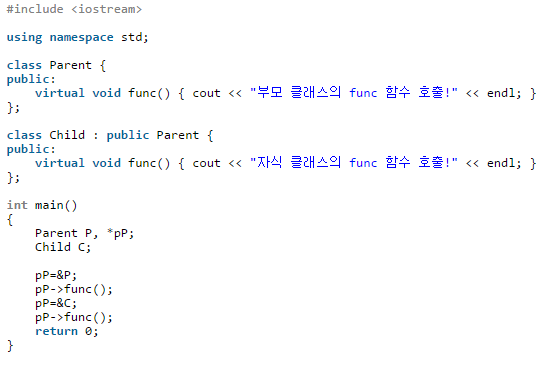 #include <iostream>
using namespace std;
class Parent {
public:
    virtual void func() { cout << "부모 클래스의 func 함수 호출!" << endl; }
};
class Child : public Parent {
public:
    virtual void func() { cout << "자식 클래스의 func 함수 호출!" << endl; }
};
int main()
{
    Parent P, *pP;
    Child C;
    pP=&P;
    pP->func();
    pP=&C;
    pP->func();
    return 0;
}